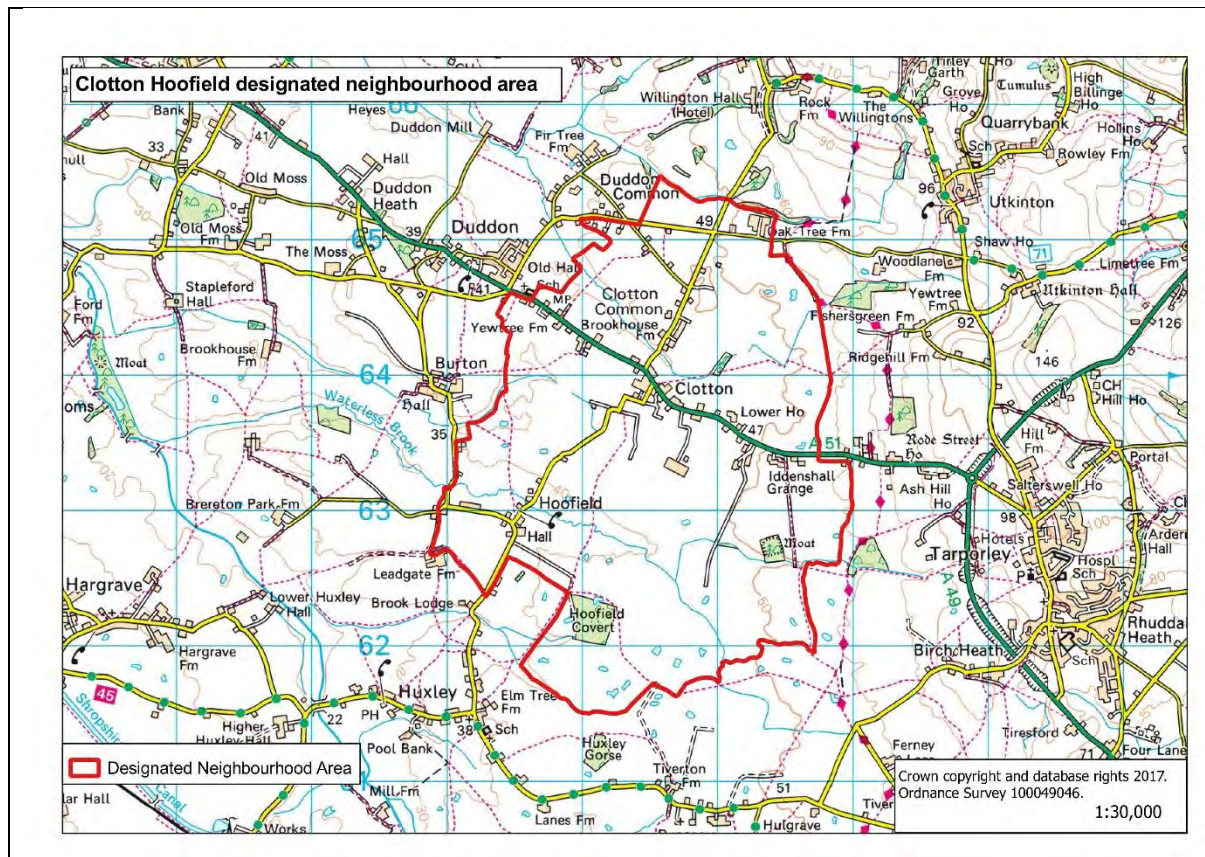 Clotton Hoofield designated neighbourhood area
Bank
41
Heyes
Duddon Mill
Fir Tree
Fm
Willington Hall
(Hotel)
Rock
Fm
The
Willingtons
Garth
Grove
Ho
Ho
Tumulus
High
Billinge
Ho
Quarrybank
Sch
Hollins
Ho
Rowley Fm
33
Hall
Old Moss
Duddon
Heath
Duddon
Common
96
Utkinton
Old Moss
Fm
65
39
Duddon
49
Oak Tree Fm
Shaw Ho
71
The Moss
Woodlands
Fm
Limetree Fm
Old Hall
Sch
41
MP
Stapleford
Hall
Ford
Fm
Clotton
Common
Brookhouse
Fm
Yewtree
Fm
Utkinton Hall
Fishersgreen Fm
92
126
Yewtree Fm
Brookhouse
Fm
Moat
Burton
Ridgehill Fm
146
64
Hall
Clotton
CH
Hill Ho
Waterless
Brook
Lower Ho
35
47
A 51
Rode Street
Ho
Hill
Fm
Portal
Iddenshall
Grange
Ash Hill
Ho
Salterswell Ho
Brereton Park Fm
Hoofield
98
100
63
Hall
Moat
Hotels
Arden
Hall
Tarporley
Hospl
Sch
P
80
Leadgate Fm
Hargrave
Lower Huxley
Hall
Brook Lodge
60
A 49
Hoofield
Covert
Rhuddall
Heath
Hargrave
Fm
62
Birch Heath
Sch
45
Huxley
Elm Tree
Fm
Shropshire
22
PH
Higher
Huxley Hall
38
Sch
Tiresford
Pool Bank
Huxley
Gorse
71
Four Lane
Designated Neighbourhood Area
Tiverton
Fm
Ferney
Crown copyright and database rights 2017.
Ordnance Survey 100049046.
1:30,000
Canal
Mill Fm
51
Works
Lanes Fm
Hulgrave